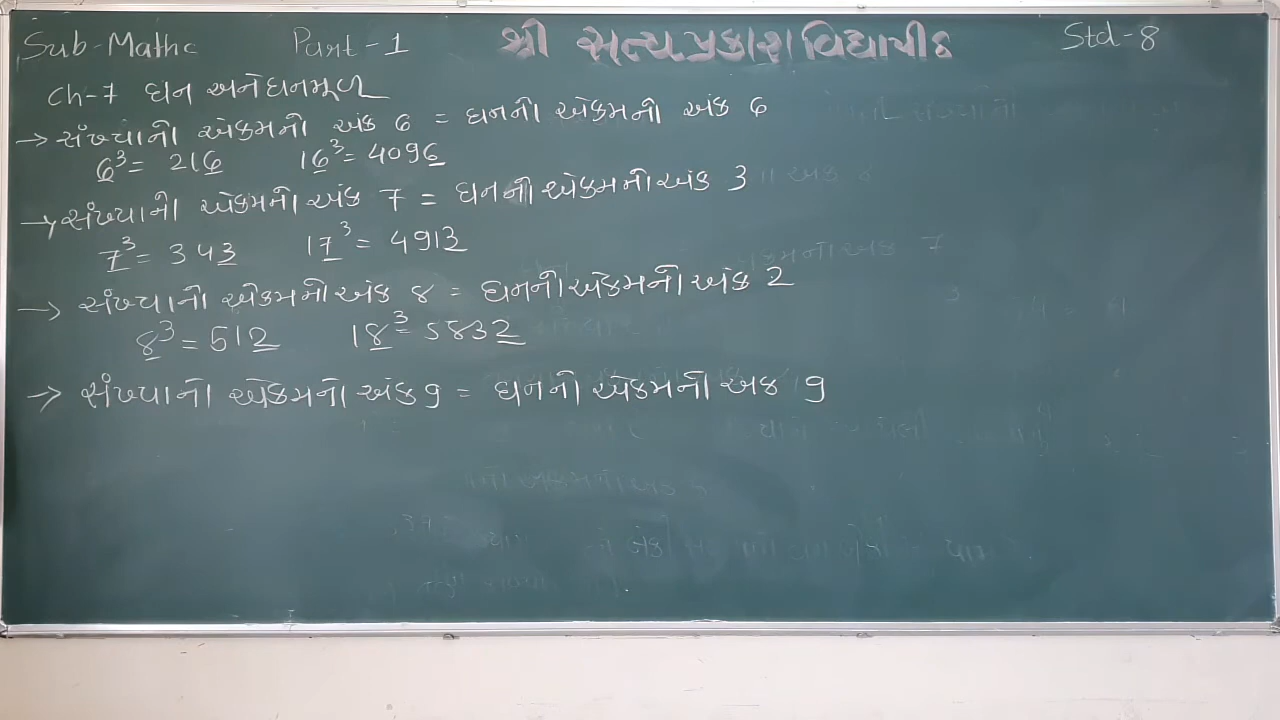 Sub-Maths Part-1 શ્રી સત્યપ્રકાશ વિદ્યાપીઠ Std-8
Ch-7 ઘન અને ઘનમૂળ
→ સંખ્યાનો એકમનો અંક 6 = ઘનનો એકમનો અંક 6
6³ = 216 16³ = 4096
→ સંખ્યાનો એકમનો અંક 7 = ઘનનો એકમનો અંક 3
7³ = 343 17³ = 4913
→ સંખ્યાનો એકમનો અંક ૪ = ઘનનો એકમનો અંક 2
8³ = 512 18³ = 5832
→ સંખ્યાનો એકમનો અંક 9 = ઘનનો એકમનો અંક 9